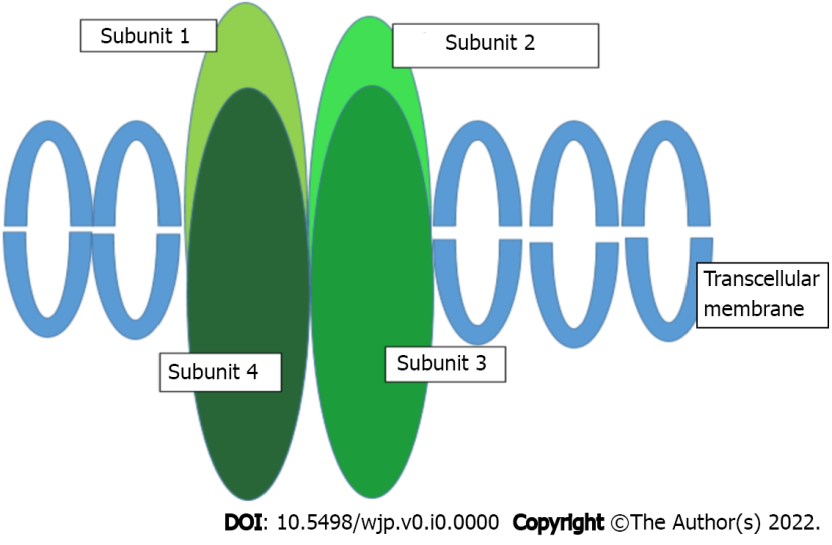 Subunit 1
Subunit 2
Transcellular
membrane
Subunit 4
Subunit 3
DOI: 10.5498/wjp.v0.i0.0000 Copyright ©The Author(s) 2022.